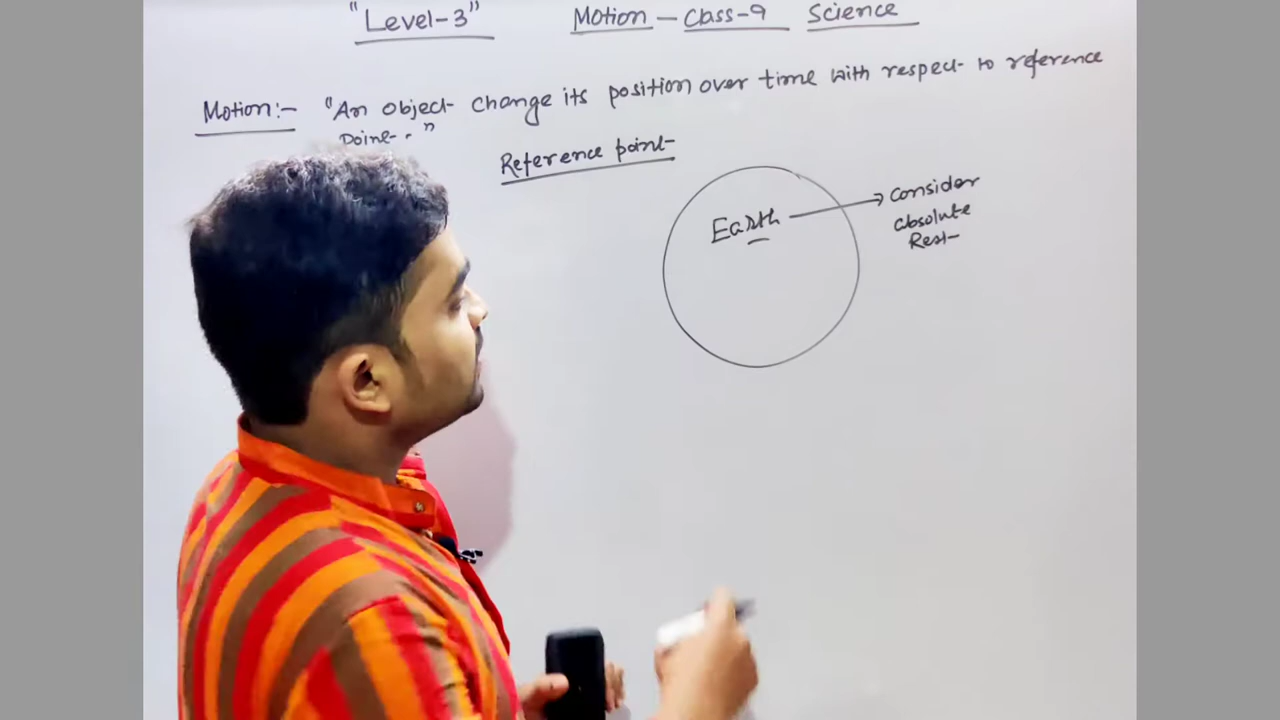 "Level-3" Motion - Class-9 Science
Motion:- "An object change its position over time with respect to reference
point.."
Reference point
Earth → Consider
absolute
Rest